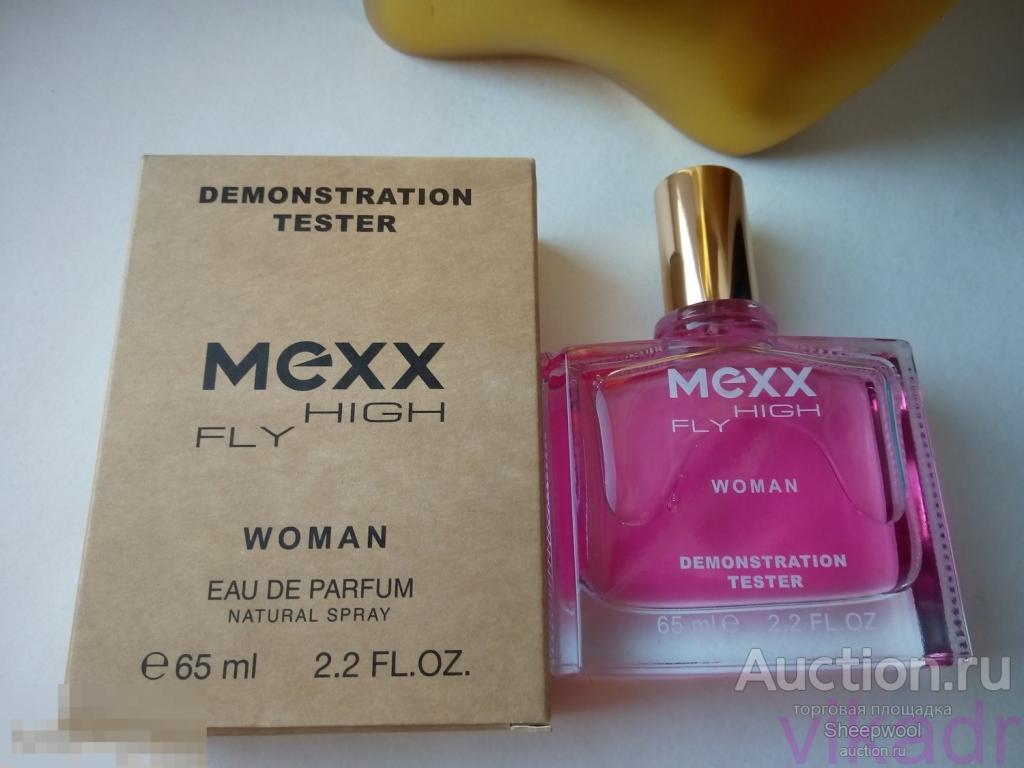 DEMONSTRATION
TESTER
Mexx
HIGH
FLY
WOMAN
EAU DE PARFUM
NATURAL SPRAY
e 65 ml 2.2 FL.OZ.
Mexx
HIGH
FLY
WOMAN
DEMONSTRATION
TESTER
65 ml e 2.2 FL.OZ
Auction.ru
торговая площадка
Sheepwool
auction.ru
vikadr